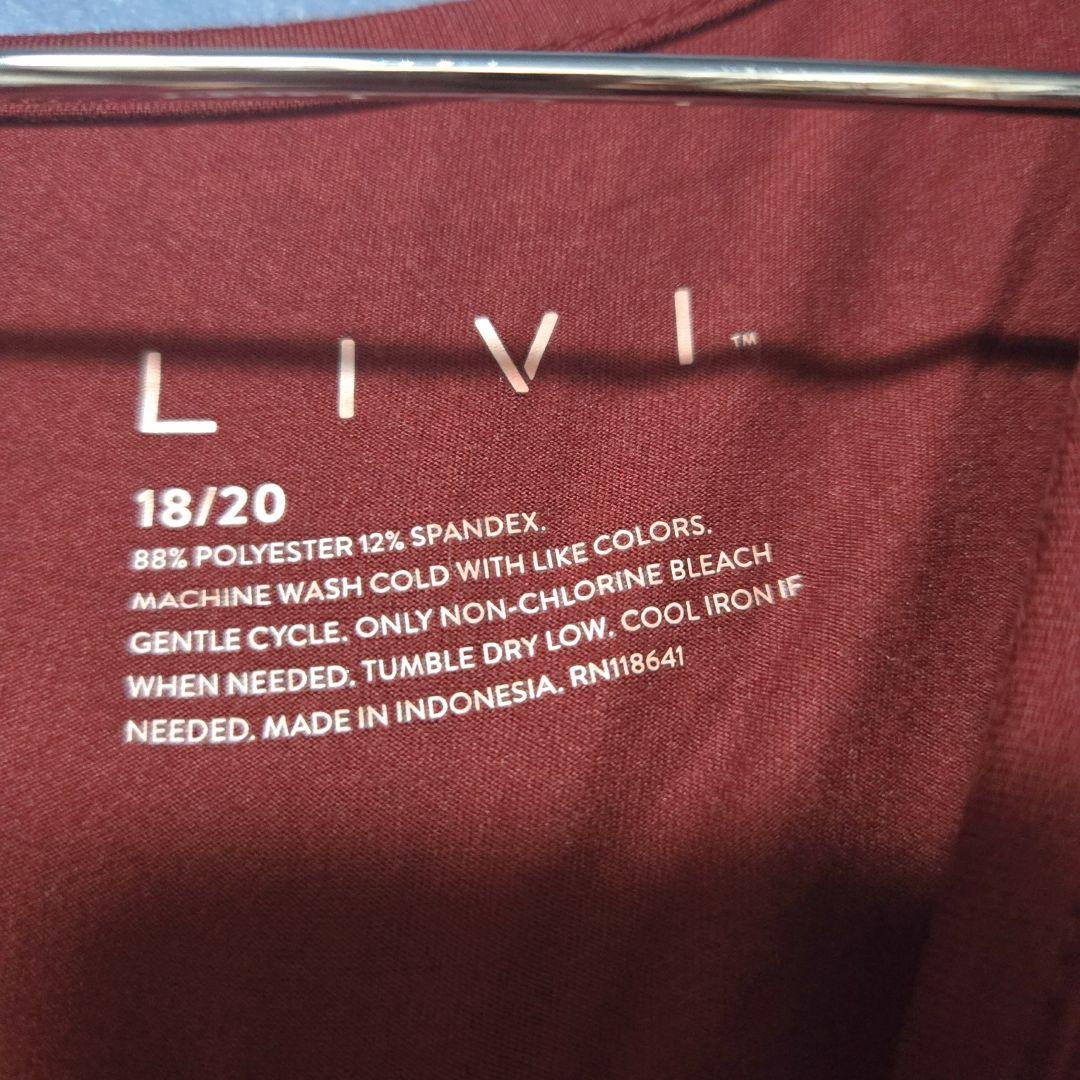 LIVI™
18/20
88% POLYESTER 12% SPANDEX.
MACHINE WASH COLD WITH LIKE COLORS.
GENTLE CYCLE. ONLY NON-CHLORINE BLEACH
WHEN NEEDED. TUMBLE DRY LOW. COOL IRON IF
NEEDED. MADE IN INDONESIA. RN118641